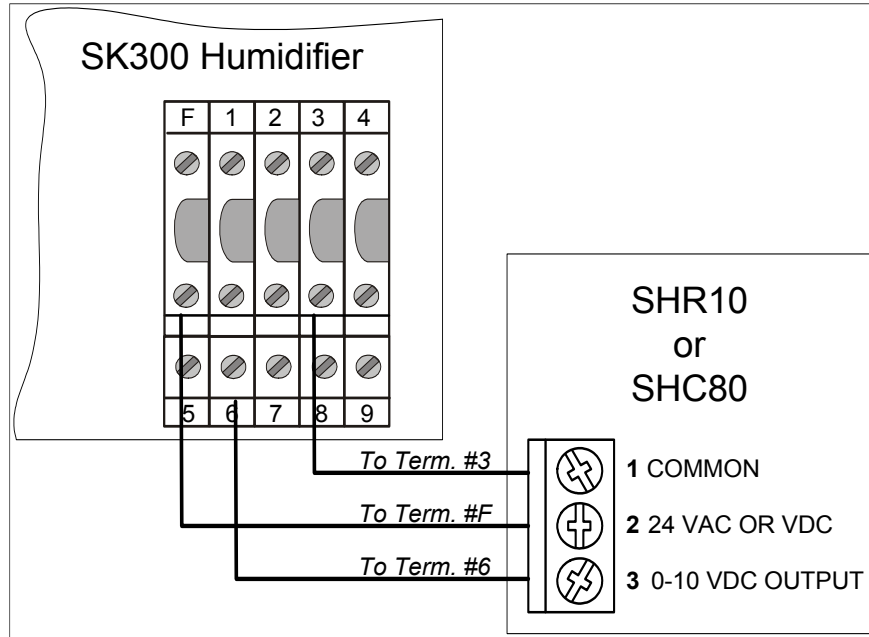 SK300 Humidifier
F 1 2 3 4
5 6 7 8 9
SHR10
or
SHC80
To Term. #3
1 COMMON
To Term. #F
2 24 VAC OR VDC
To Term. #6
3 0-10 VDC OUTPUT